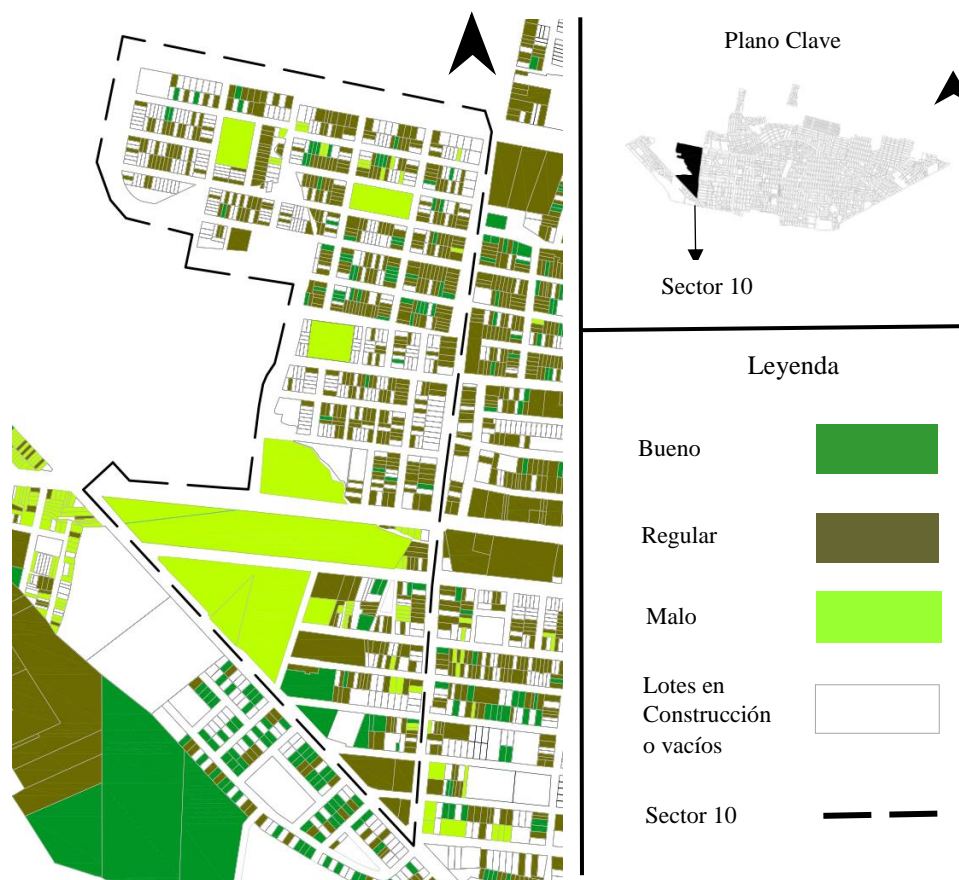 Plano Clave
Sector 10
Leyenda
Bueno
Regular
Malo
Lotes en
Construcción
o vacíos
Sector 10